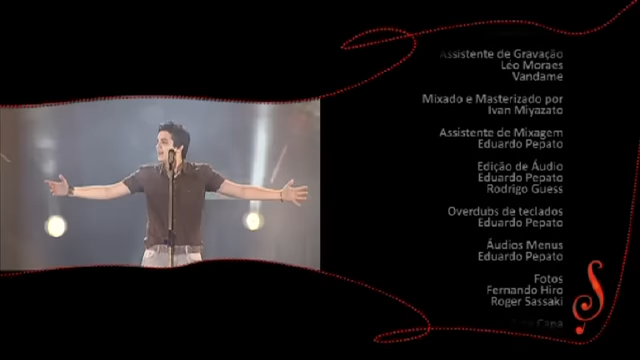 Assistente de Gravação
Léo Moraes
Vandame
Mixado e Masterizado por
Ivan Miyazato
Assistente de Mixagem
Eduardo Pepato
Edição de Áudio
Eduardo Pepato
Rodrigo Guess
Overdubs de teclados
Eduardo Pepato
Áudios Menus
Eduardo Pepato
Fotos
Fernando Hiro
Roger Sassaki
Capa